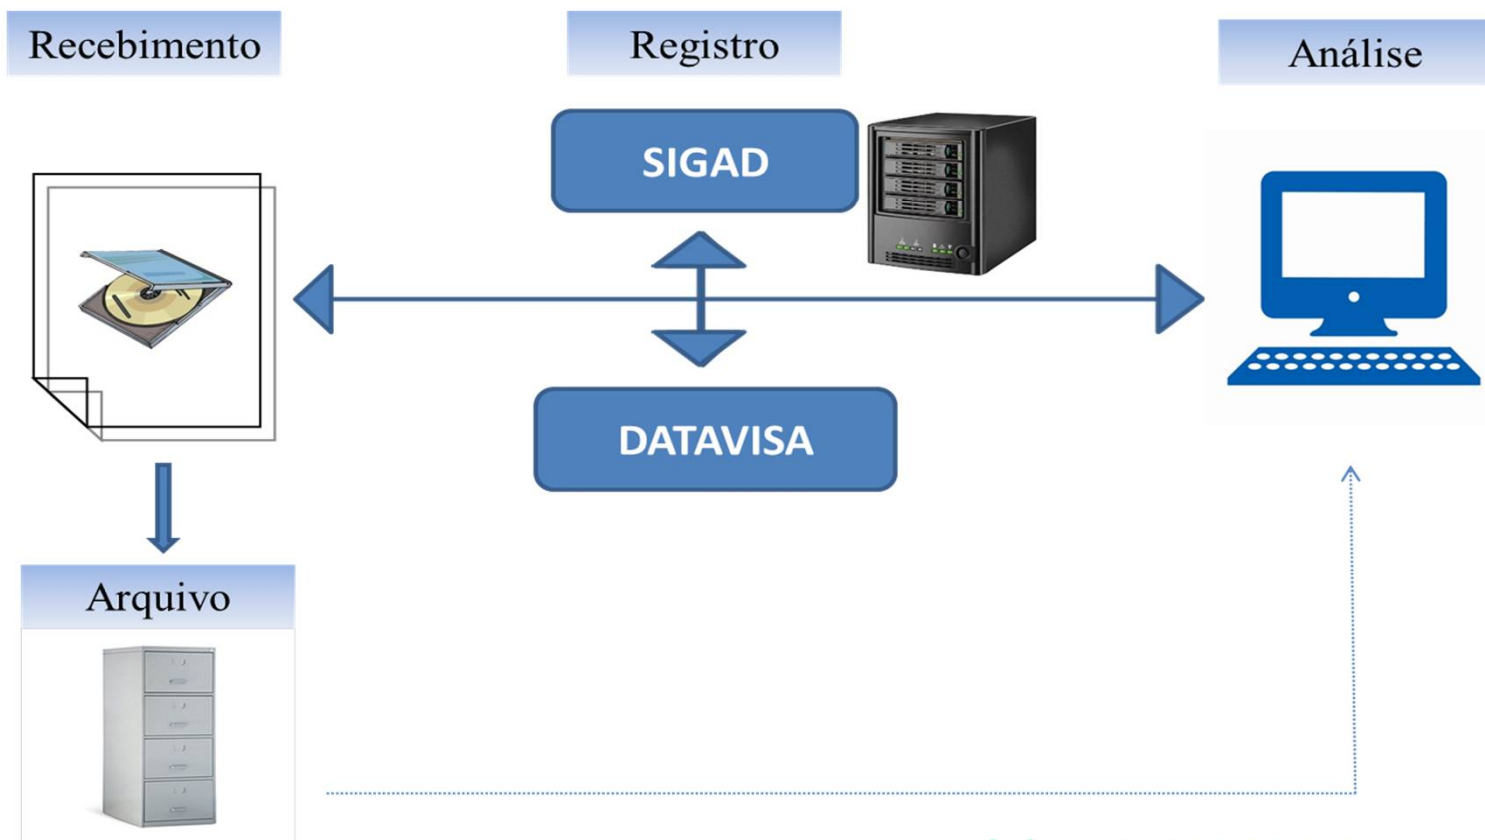 Recebimento
Registro
Análise
SIGAD
DATAVISA
Arquivo